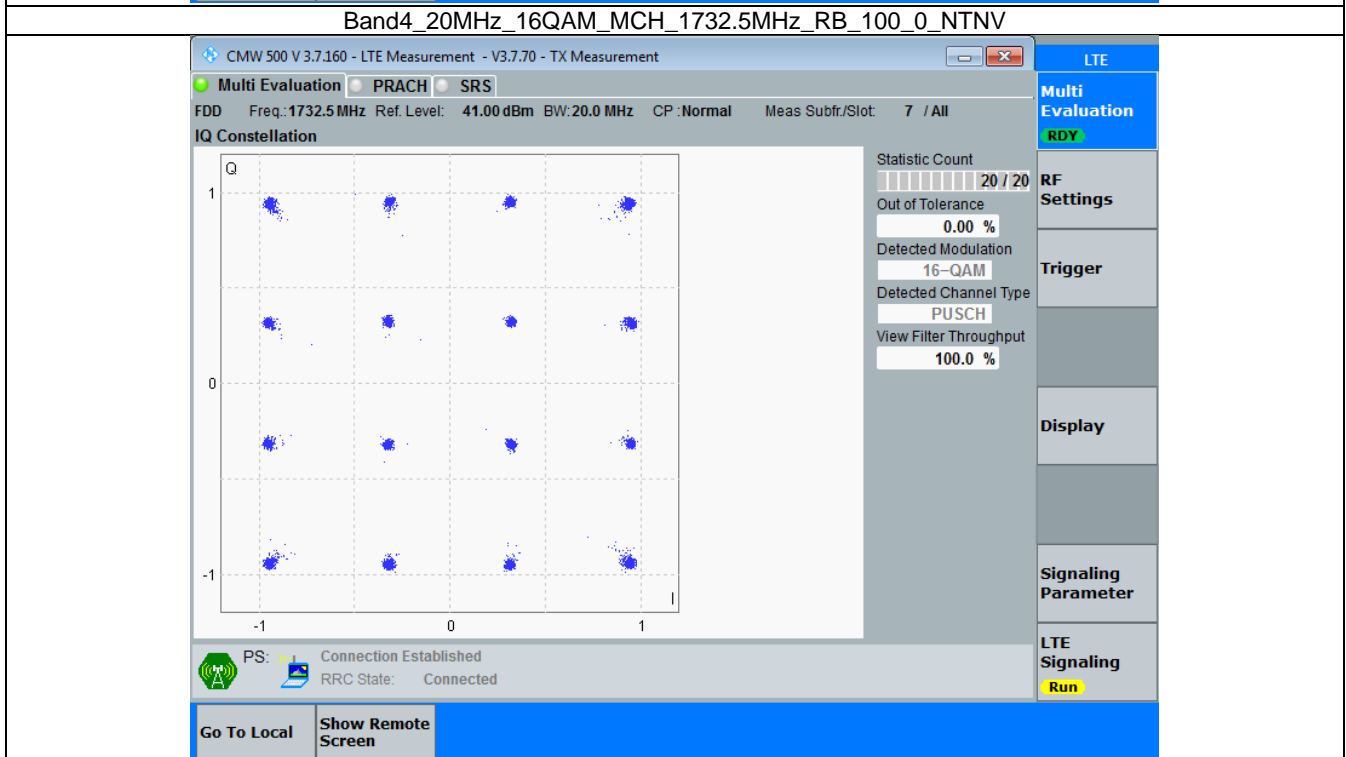 Band4_20MHz_16QAM_MCH_1732.5MHz_RB_100_0_NTNV
CMW 500 V 3.7.160 - LTE Measurement - V3.7.70 - TX Measurement
LTE
Multi Evaluation PRACH SRS
Multi
Evaluation
RDY
FDD Freq.: 1732.5 MHz Ref. Level: 41.00 dBm BW: 20.0 MHz CP : Normal Meas Subfr./Slot: 7 / All
IQ Constellation
Q
1
0
-1
-1 0 1
I
Statistic Count
20 / 20
Out of Tolerance
0.00 %
Detected Modulation
16-QAM
Detected Channel Type
PUSCH
View Filter Throughput
100.0 %
RF
Settings
Trigger
Display
Signaling
Parameter
LTE
Signaling
Run
PS: Connection Established
RRC State: Connected
Go To Local
Show Remote
Screen